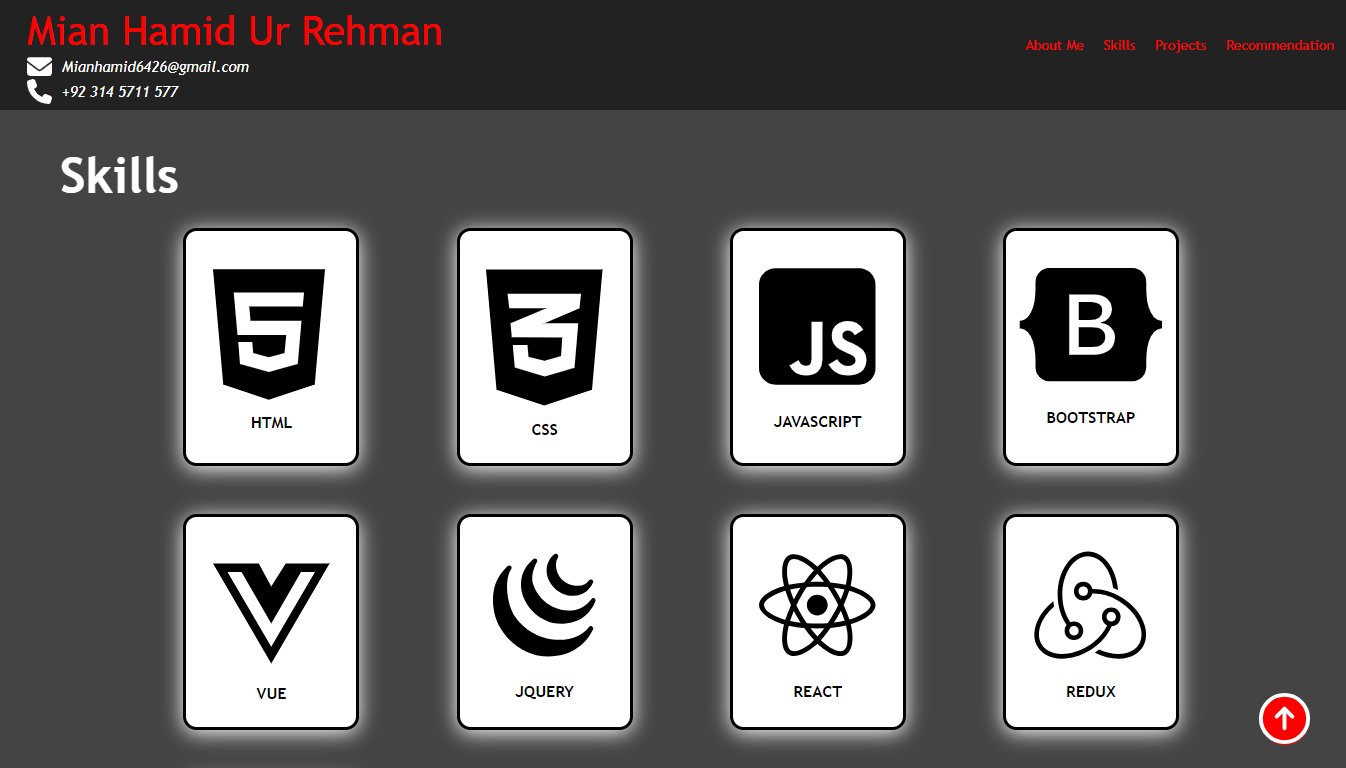 Mian Hamid Ur Rehman
Mianhamid6426@gmail.com
+92 314 5711 577
About Me Skills Projects Recommendation
Skills
5 3 JS B
HTML CSS JAVASCRIPT BOOTSTRAP
VUE JQUERY REACT REDUX